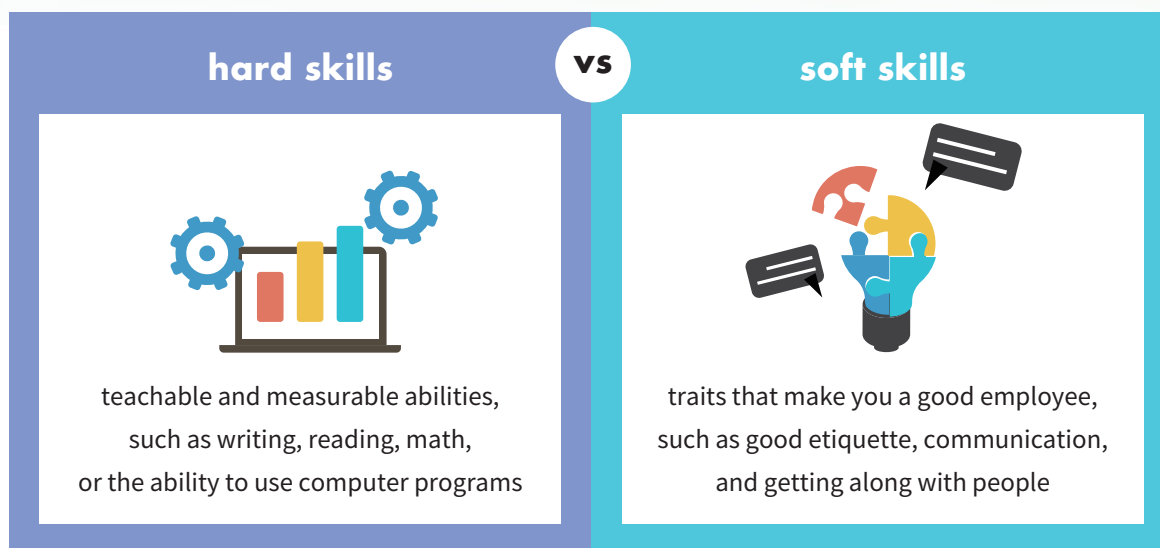 hard skills
vs
soft skills
teachable and measurable abilities,
such as writing, reading, math,
or the ability to use computer programs
traits that make you a good employee,
such as good etiquette, communication,
and getting along with people